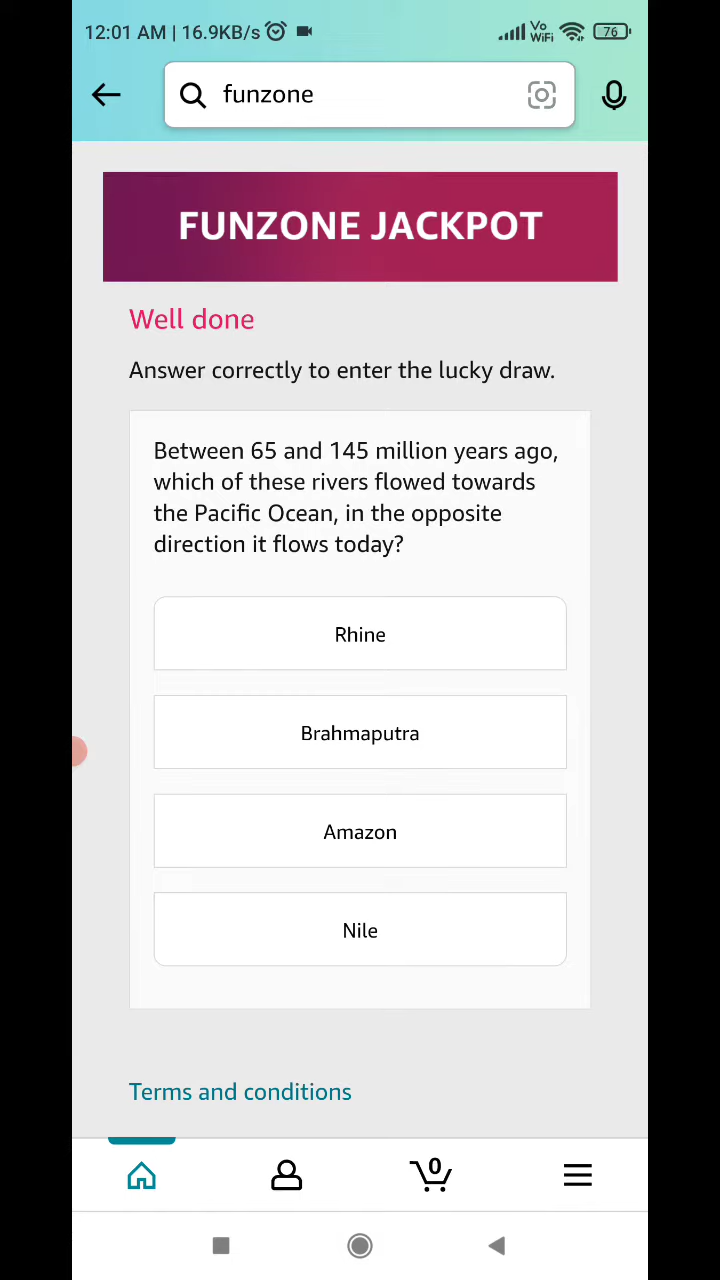 12:01 AM | 16.9KB/s
Vo
WiFi
76
funzone
FUNZONE JACKPOT
Well done
Answer correctly to enter the lucky draw.
Between 65 and 145 million years ago,
which of these rivers flowed towards
the Pacific Ocean, in the opposite
direction it flows today?
Rhine
Brahmaputra
Amazon
Nile
Terms and conditions
0